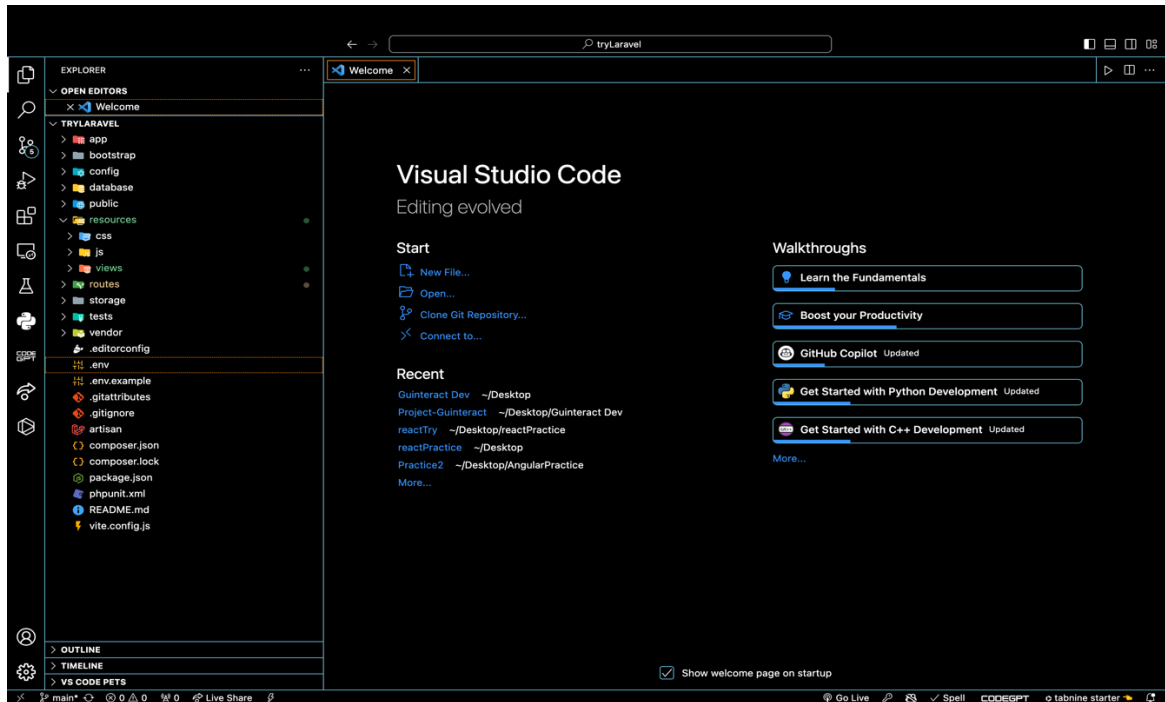 tryLaravel
EXPLORER
Welcome
OPEN EDITORS
Welcome
TRYLARAVEL
app
bootstrap
config
database
public
resources
css
js
views
routes
storage
tests
vendor
.editorconfig
.env
.env.example
.gitattributes
.gitignore
artisan
composer.json
composer.lock
package.json
phpunit.xml
README.md
vite.config.js
OUTLINE
TIMELINE
VS CODE PETS
5
CODE
GPT
Visual Studio Code
Editing evolved
Start
New File...
Open...
Clone Git Repository...
Connect to...
Recent
Guinteract Dev ~/Desktop
Project-Guinteract ~/Desktop/Guinteract Dev
reactTry ~/Desktop/reactPractice
reactPractice ~/Desktop
Practice2 ~/Desktop/AngularPractice
More...
Walkthroughs
Learn the Fundamentals
Boost your Productivity
GitHub Copilot Updated
Get Started with Python Development Updated
Get Started with C++ Development Updated
More...
Show welcome page on startup
main* 0 0 0 Live Share Go Live Spell CODEGPT tabnine starter